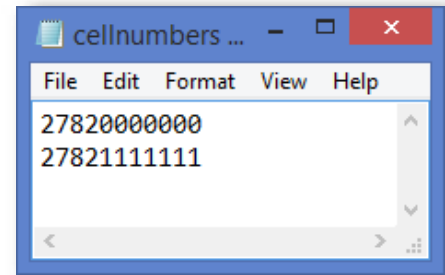 cellnumbers ...
File Edit Format View Help
27820000000
27821111111